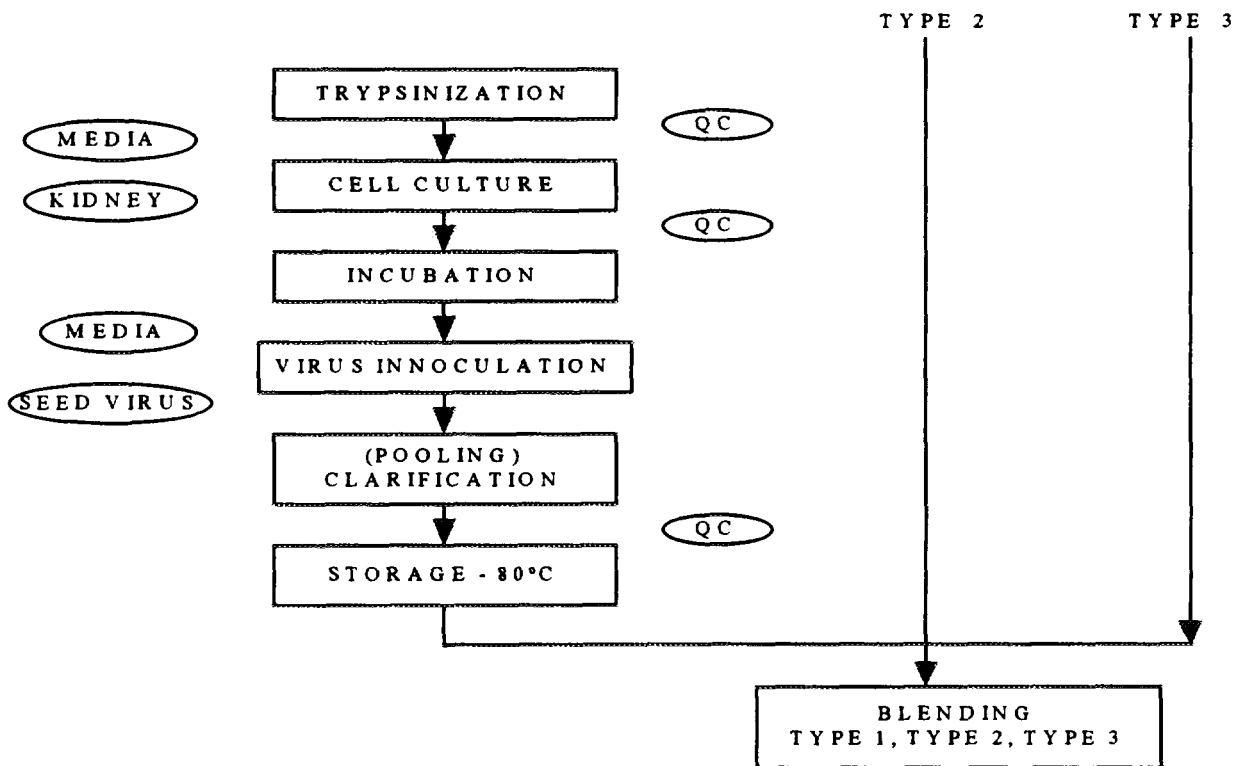 TYPE 2
TYPE 3
TRYPSINIZATION
QC
MEDIA
CELL CULTURE
KIDNEY
QC
INCUBATION
MEDIA
VIRUS INNOCULATION
SEED VIRUS
(POOLING)
CLARIFICATION
QC
STORAGE - 80°C
BLENDING
TYPE 1, TYPE 2, TYPE 3